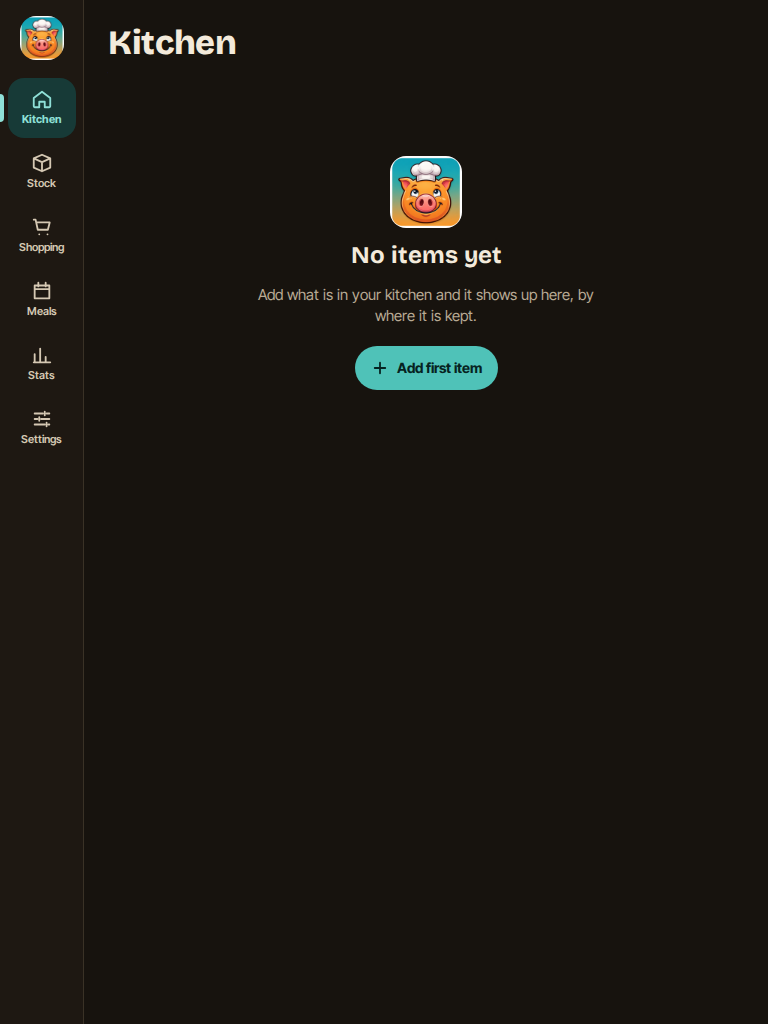 Kitchen
Kitchen
Stock
Shopping
Meals
Stats
Settings
No items yet
Add what is in your kitchen and it shows up here, by
where it is kept.
Add first item